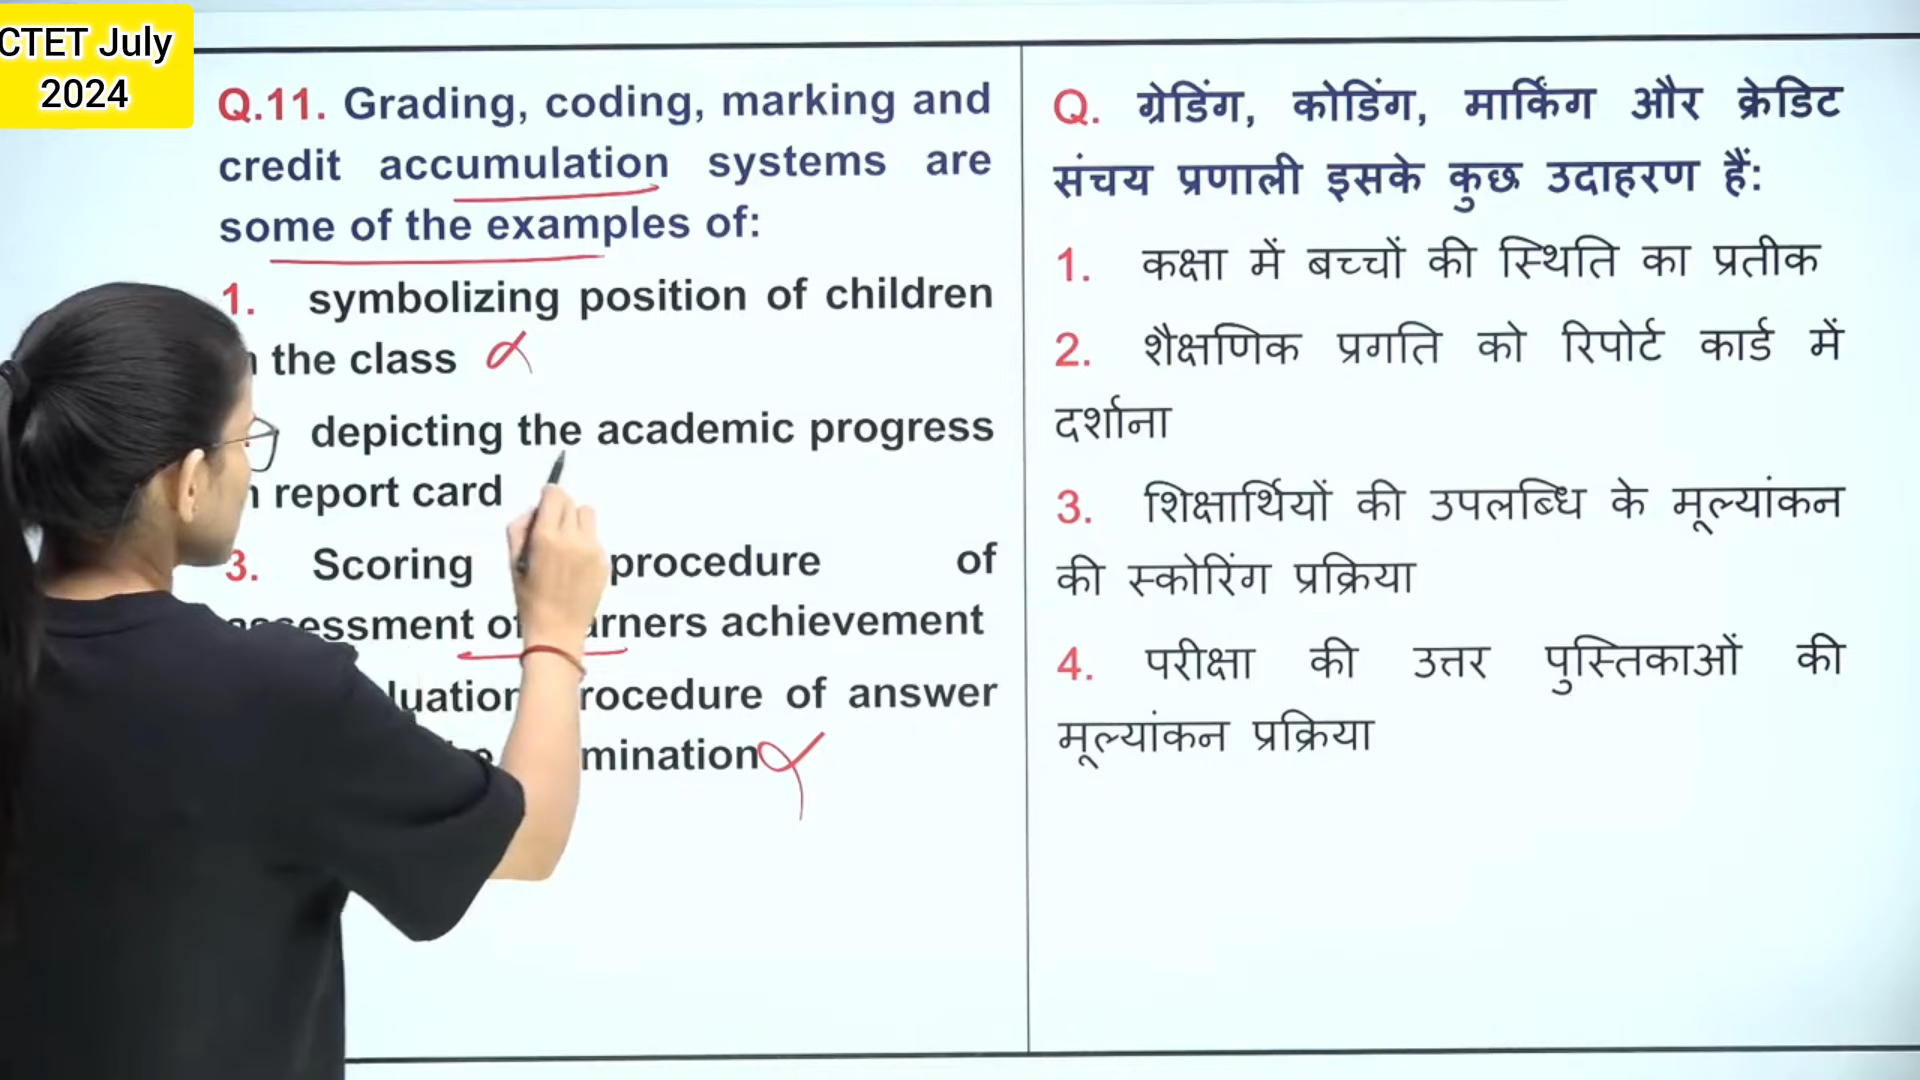 CTET July
2024
Q.11. Grading, coding, marking and
credit accumulation systems are
some of the examples of:
1. symbolizing position of children
the class
depicting the academic progress
report card
3. Scoring procedure of
achievement
of answer
Q. ग्रेडिंग, कोडिंग, मार्किंग और क्रेडिट
संचय प्रणाली इसके कुछ उदाहरण हैं:
1. कक्षा में बच्चों की स्थिति का प्रतीक
2. शैक्षणिक प्रगति को रिपोर्ट कार्ड में
दर्शाना
3. शिक्षार्थियों की उपलब्धि के मूल्यांकन
की स्कोरिंग प्रक्रिया
4. परीक्षा की उत्तर पुस्तिकाओं की
मूल्यांकन प्रक्रिया